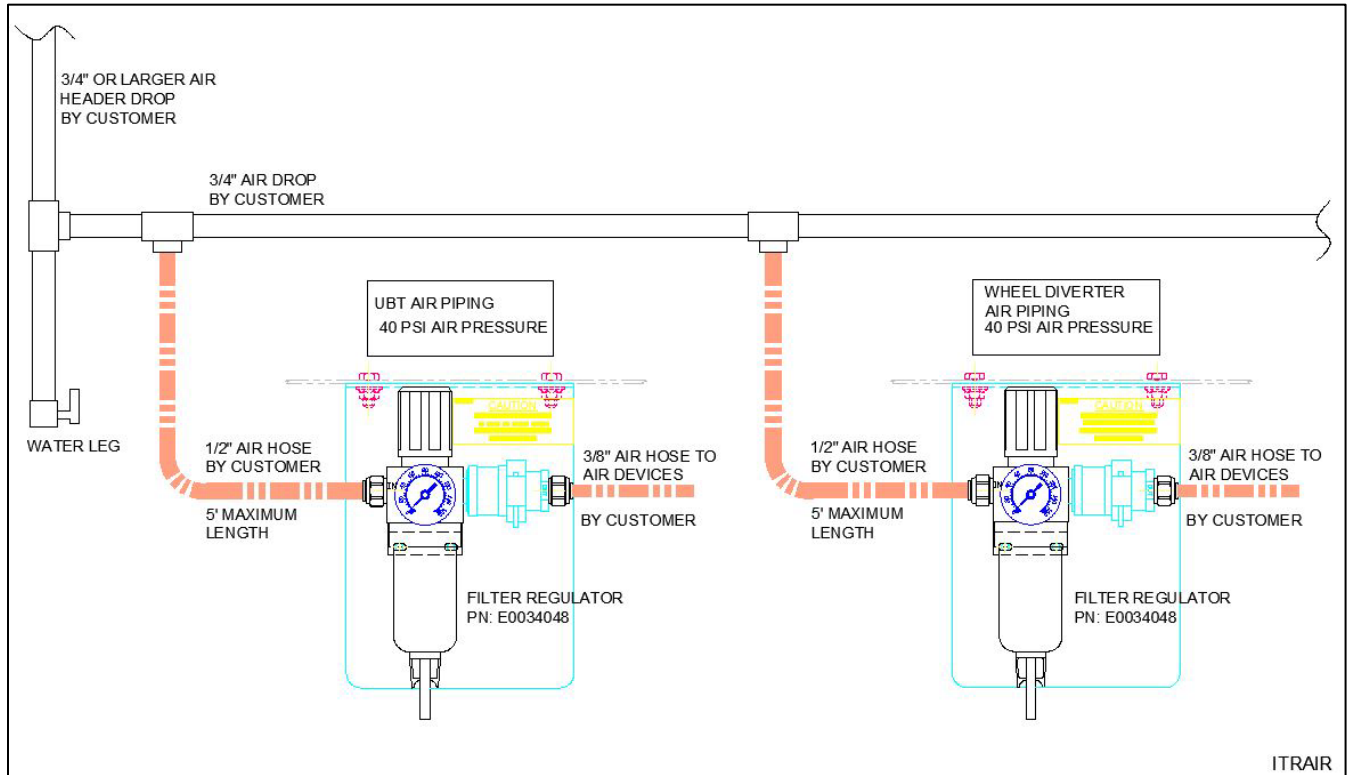 3/4" OR LARGER AIR
HEADER DROP
BY CUSTOMER
3/4" AIR DROP
BY CUSTOMER
UBT AIR PIPING
40 PSI AIR PRESSURE
WHEEL DIVERTER
AIR PIPING
40 PSI AIR PRESSURE
WATER LEG
1/2" AIR HOSE
BY CUSTOMER
5' MAXIMUM
LENGTH
IN
CAUTION
3/8" AIR HOSE TO
AIR DEVICES
BY CUSTOMER
FILTER REGULATOR
PN: E0034048
1/2" AIR HOSE
BY CUSTOMER
5' MAXIMUM
LENGTH
IN
CAUTION
3/8" AIR HOSE TO
AIR DEVICES
BY CUSTOMER
FILTER REGULATOR
PN: E0034048
ITRAIR